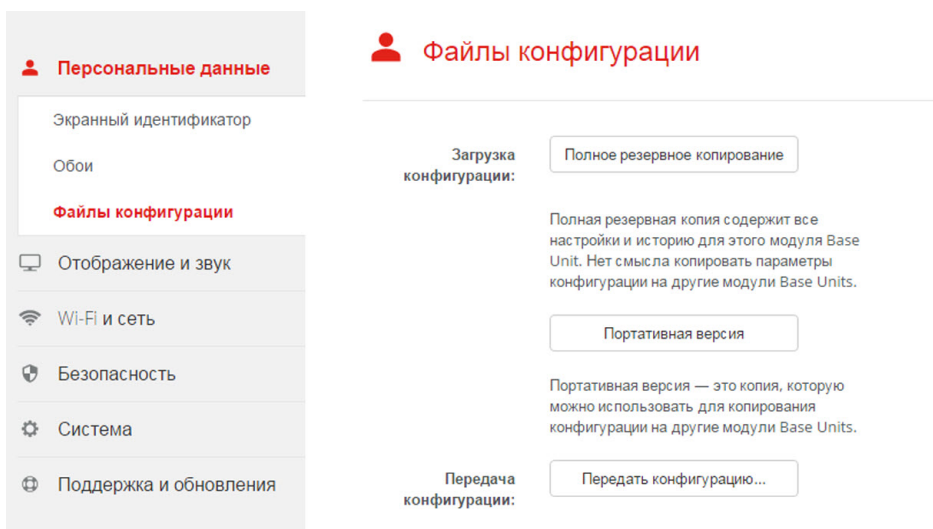 Персональные данные
Экранный идентификатор
Обои
Файлы конфигурации
Отображение и звук
Wi-Fi и сеть
Безопасность
Система
Поддержка и обновления
Файлы конфигурации
Загрузка
конфигурации:
Полное резервное копирование
Полная резервная копия содержит все
настройки и историю для этого модуля Base
Unit. Нет смысла копировать параметры
конфигурации на другие модули Base Units.
Портативная версия
Портативная версия — это копия, которую
можно использовать для копирования
конфигурации на другие модули Base Units.
Передача
конфигурации:
Передать конфигурацию...